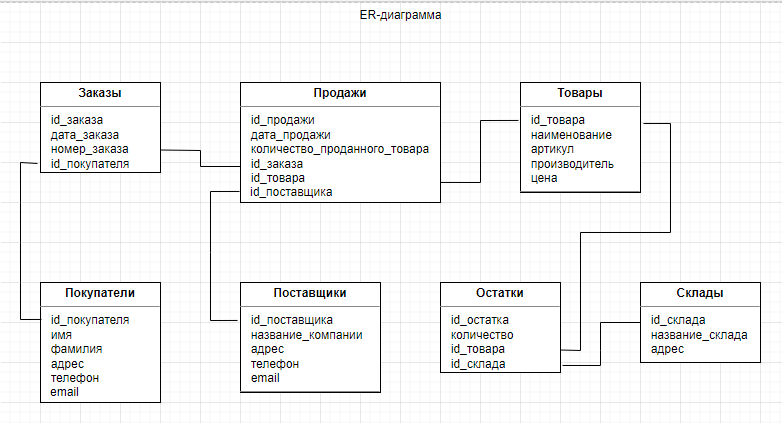 ER-диаграмма
Заказы
id_заказа
дата_заказа
номер_заказа
id_покупателя
Продажи
id_продажи
дата_продажи
количество_проданного_товара
id_заказа
id_товара
id_поставщика
Товары
id_товара
наименование
артикул
производитель
цена
Покупатели
id_покупателя
имя
фамилия
адрес
телефон
email
Поставщики
id_поставщика
название_компании
адрес
телефон
email
Остатки
id_остатка
количество
id_товара
id_склада
Склады
id_склада
название_склада
адрес